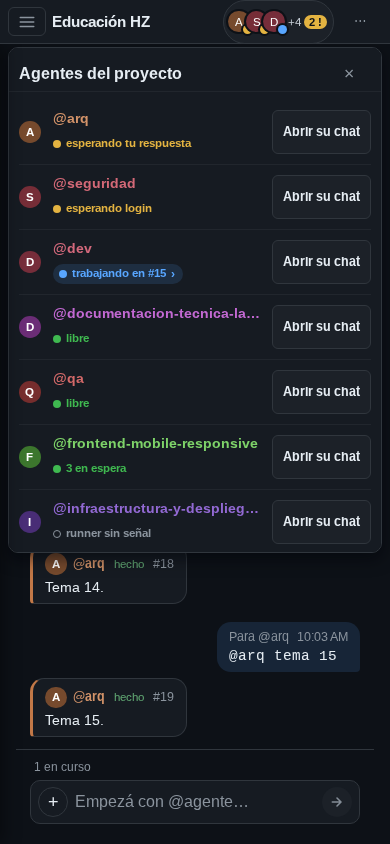 Educación HZ
A S D +4 2 !
···
Agentes del proyecto ×
A @arq
esperando tu respuesta
Abrir su chat
S @seguridad
esperando login
Abrir su chat
D @dev
trabajando en #15 ›
Abrir su chat
D @documentacion-tecnica-la…
libre
Abrir su chat
Q @qa
libre
Abrir su chat
F @frontend-mobile-responsive
3 en espera
Abrir su chat
I @infraestructura-y-desplieg…
runner sin señal
Abrir su chat
A @arq hecho #18
Tema 14.
Para @arq 10:03 AM
@arq tema 15
A @arq hecho #19
Tema 15.
1 en curso
+ Empezá con @agente…